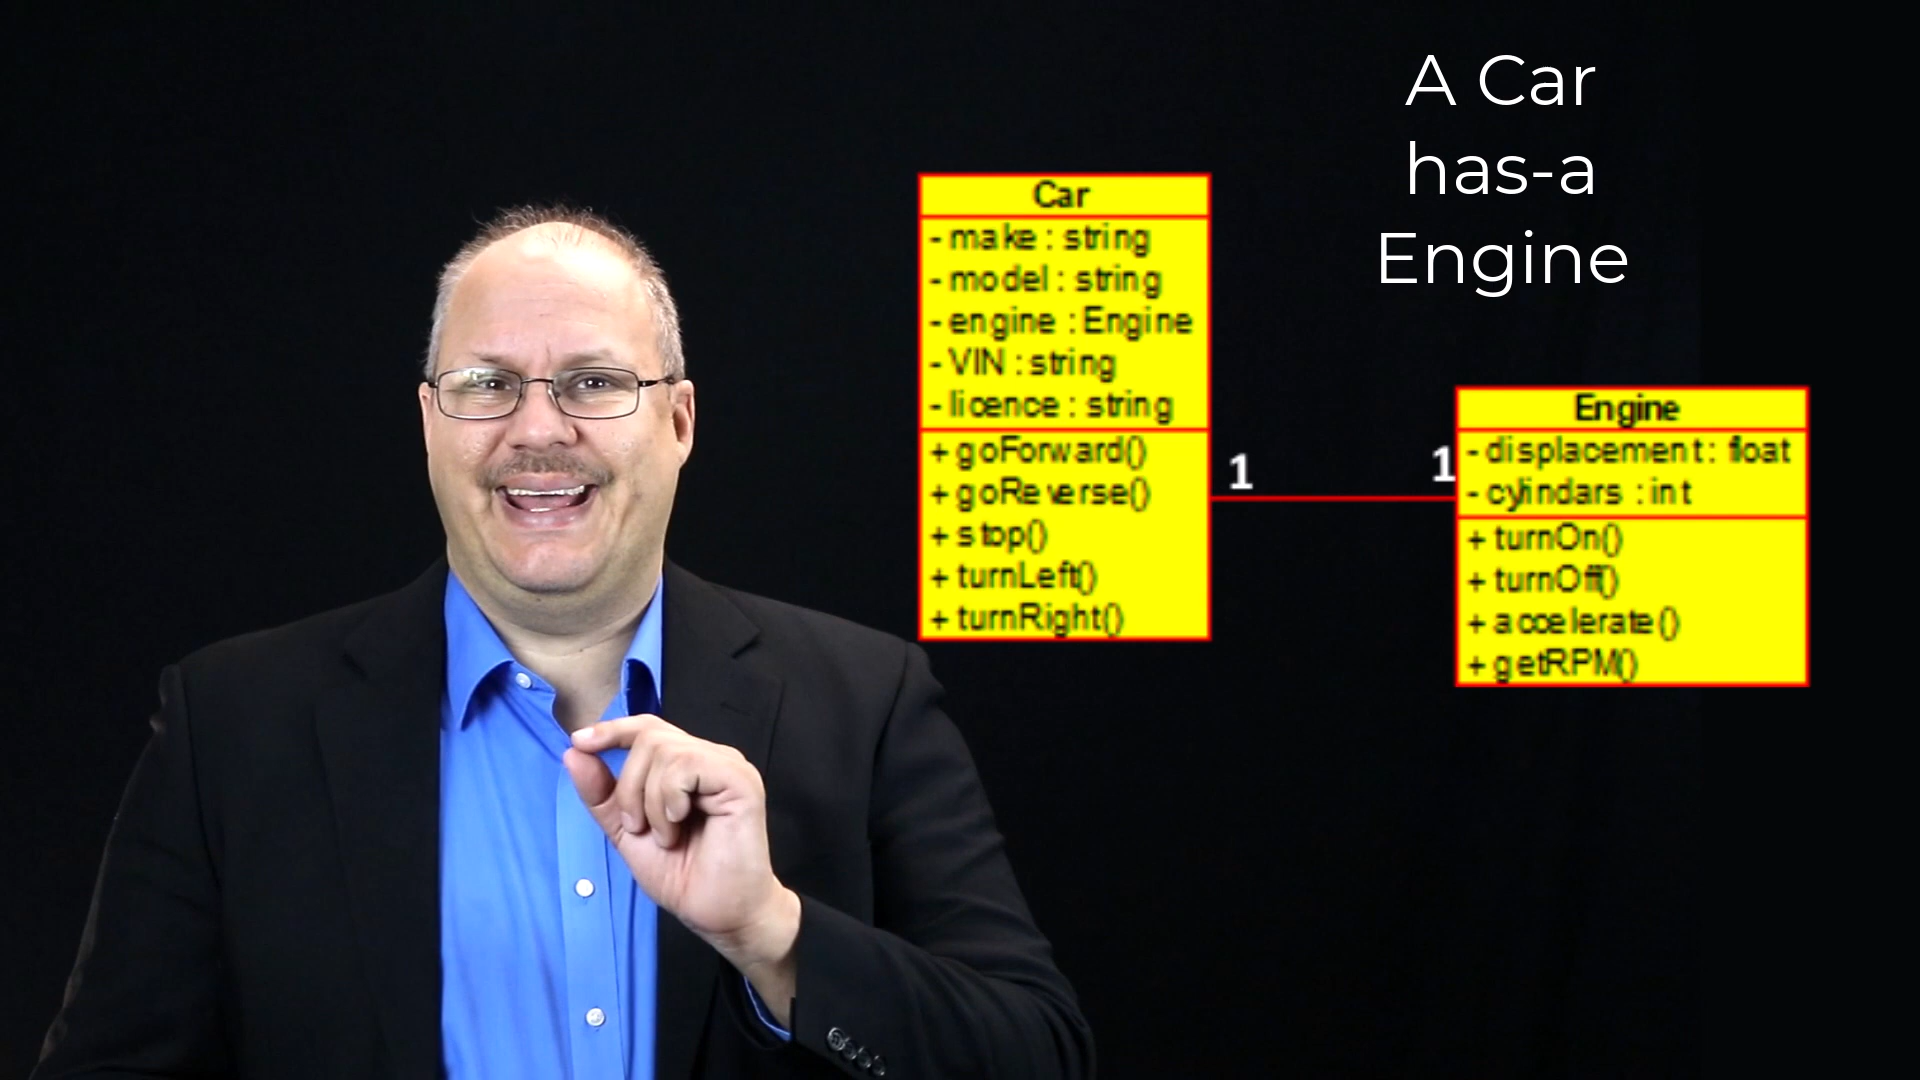 A Car
has-a
Engine
Car
- make : string
- model : string
- engine : Engine
- VIN : string
- licence : string
+ goForward()
+ goReverse()
+ stop()
+ turnLeft()
+ turnRight()
1
1
Engine
- displacement : float
- cylindars : int
+ turnOn()
+ turnOff()
+ accelerate()
+ getRPM()